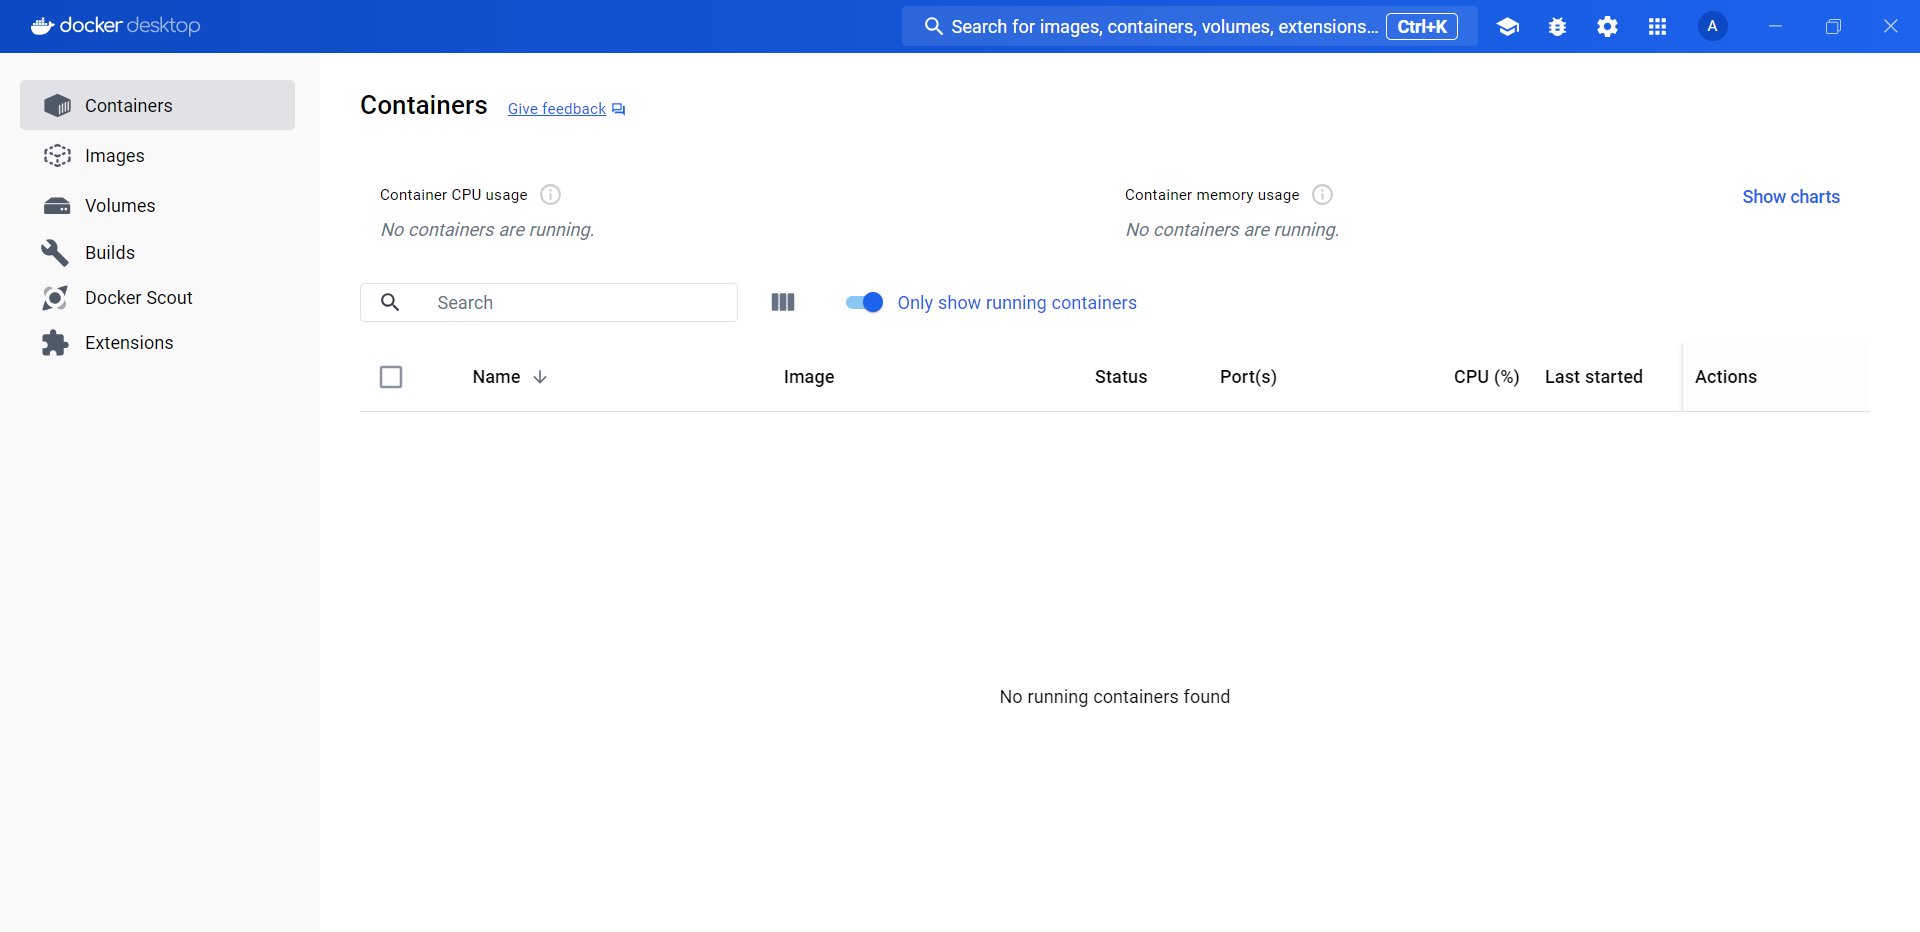 docker desktop
Search for images, containers, volumes, extensions... Ctrl+K
A
Containers
Images
Volumes
Builds
Docker Scout
Extensions
Containers Give feedback
Container CPU usage
No containers are running.
Container memory usage
No containers are running.
Show charts
Search
Only show running containers
Name Image Status Port(s) CPU (%) Last started Actions
No running containers found